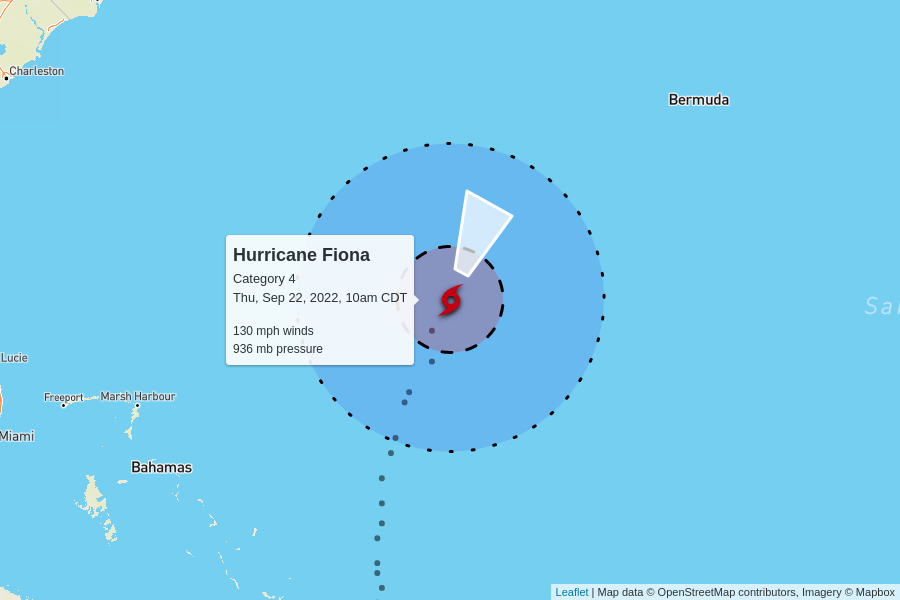 Charleston
Bermuda
Hurricane Fiona
Category 4
Thu, Sep 22, 2022, 10am CDT
130 mph winds
936 mb pressure
Lucie
Freeport
Marsh Harbour
Miami
Bahamas
Leaflet | Map data © OpenStreetMap contributors, Imagery © Mapbox